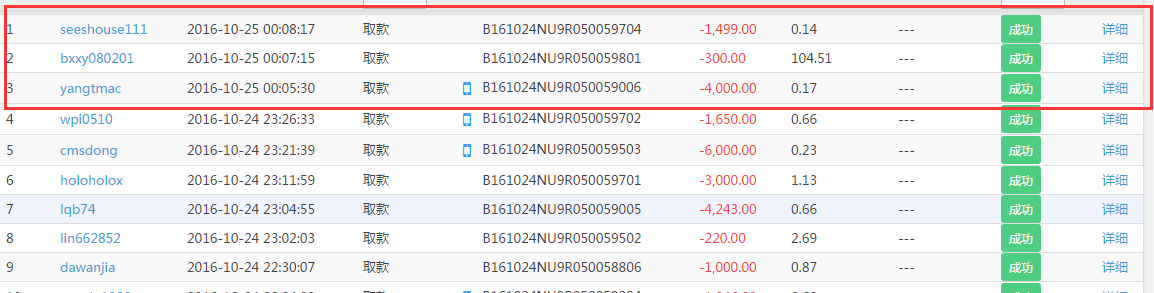 1 seeshouse111 2016-10-25 00:08:17 取款 B161024NU9R050059704 -1,499.00 0.14 --- 成功 详细
2 bxxy080201 2016-10-25 00:07:15 取款 B161024NU9R050059801 -300.00 104.51 --- 成功 详细
3 yangtmac 2016-10-25 00:05:30 取款 B161024NU9R050059006 -4,000.00 0.17 --- 成功 详细
4 wpi0510 2016-10-24 23:26:33 取款 B161024NU9R050059702 -1,650.00 0.66 --- 成功 详细
5 cmsdong 2016-10-24 23:21:39 取款 B161024NU9R050059503 -6,000.00 0.23 --- 成功 详细
6 holoholox 2016-10-24 23:11:59 取款 B161024NU9R050059701 -3,000.00 1.13 --- 成功 详细
7 lqb74 2016-10-24 23:04:55 取款 B161024NU9R050059005 -4,243.00 0.66 --- 成功 详细
8 lin662852 2016-10-24 23:02:03 取款 B161024NU9R050059502 -220.00 2.69 --- 成功 详细
9 dawanjia 2016-10-24 22:30:07 取款 B161024NU9R050058806 -1,000.00 0.87 --- 成功 详细